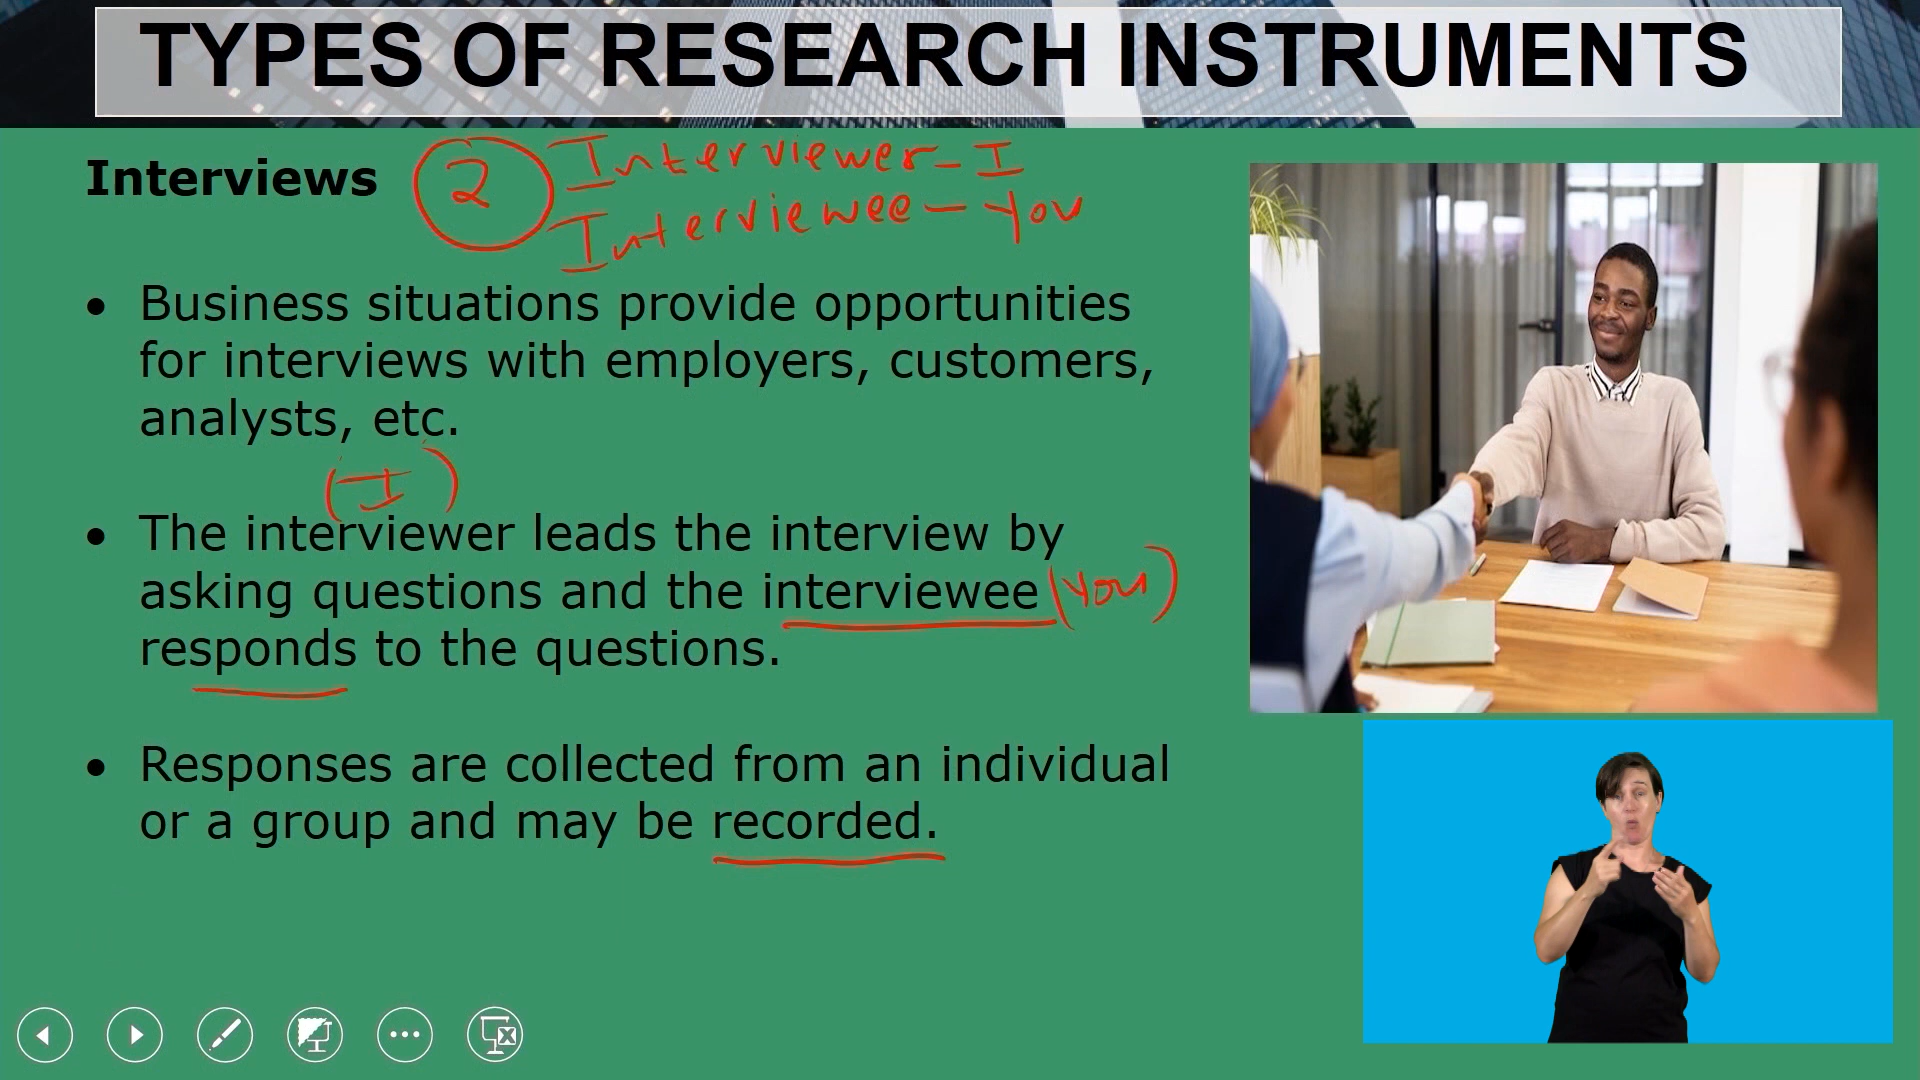 TYPES OF RESEARCH INSTRUMENTS
Interviews
2
Interviewer - I
Interviewee - You
• Business situations provide opportunities
for interviews with employers, customers,
analysts, etc.
(I)
• The interviewer leads the interview by
asking questions and the interviewee (You)
responds to the questions.
• Responses are collected from an individual
or a group and may be recorded.